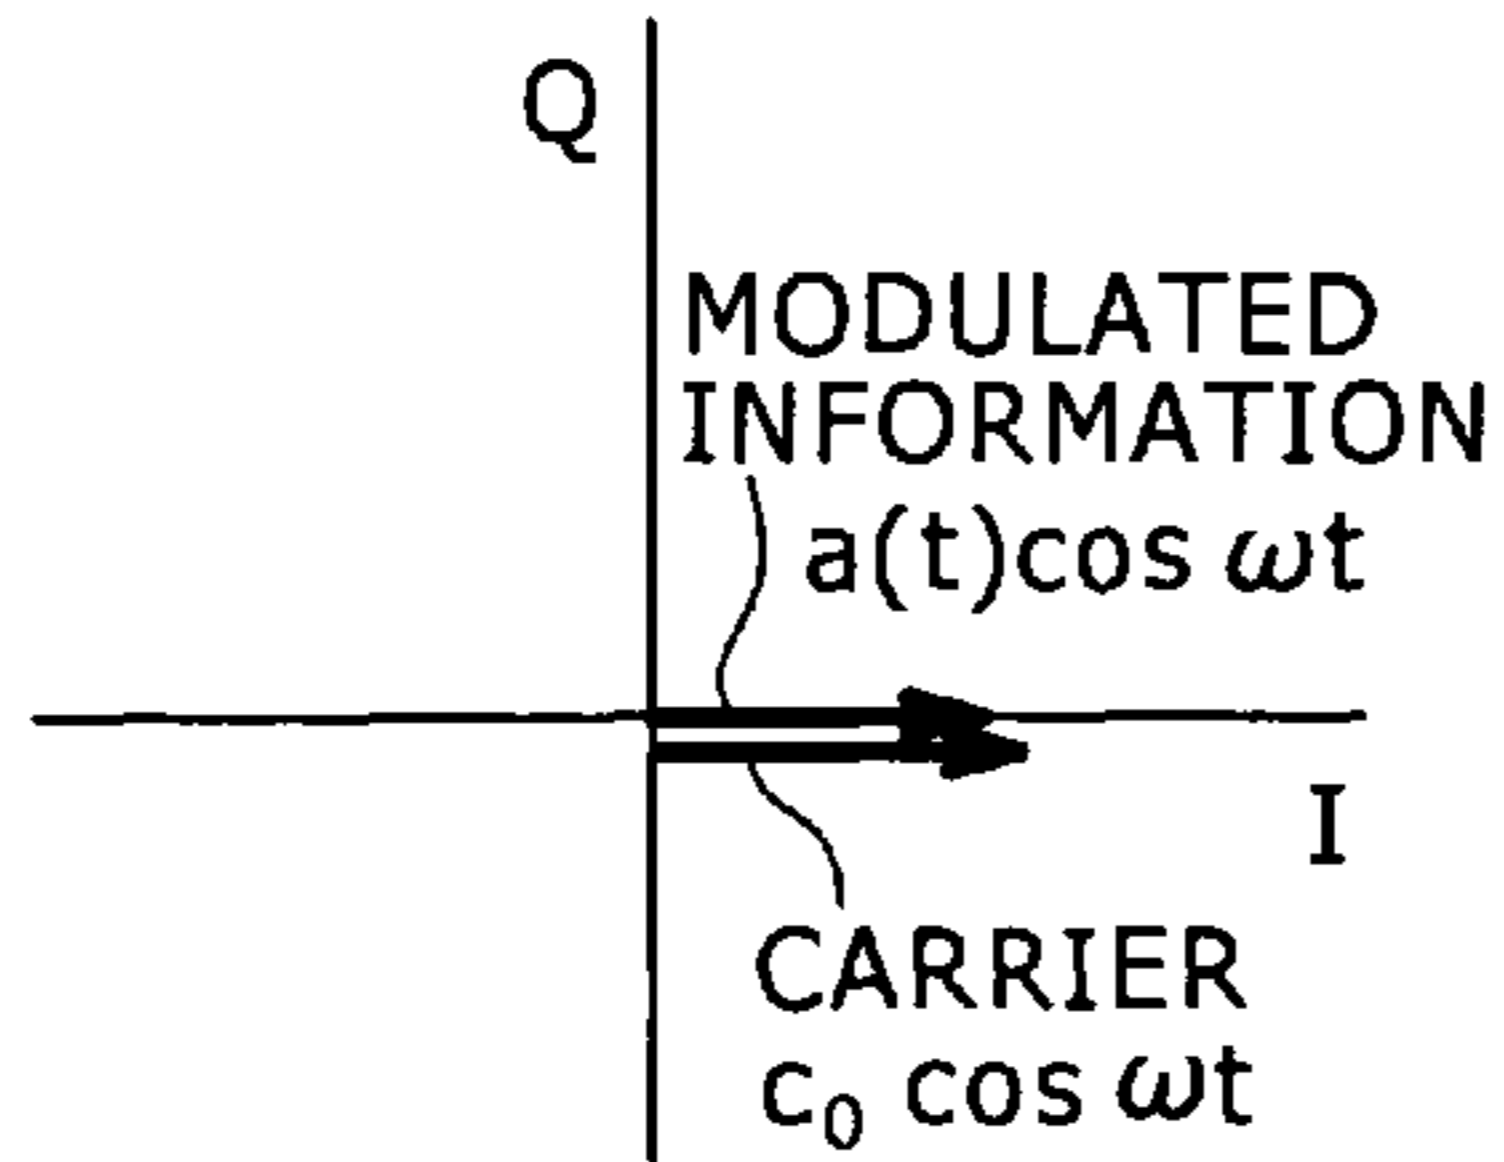 Q
MODULATED
INFORMATION
a(t)cos ωt
I
CARRIER
c₀ cos ωt